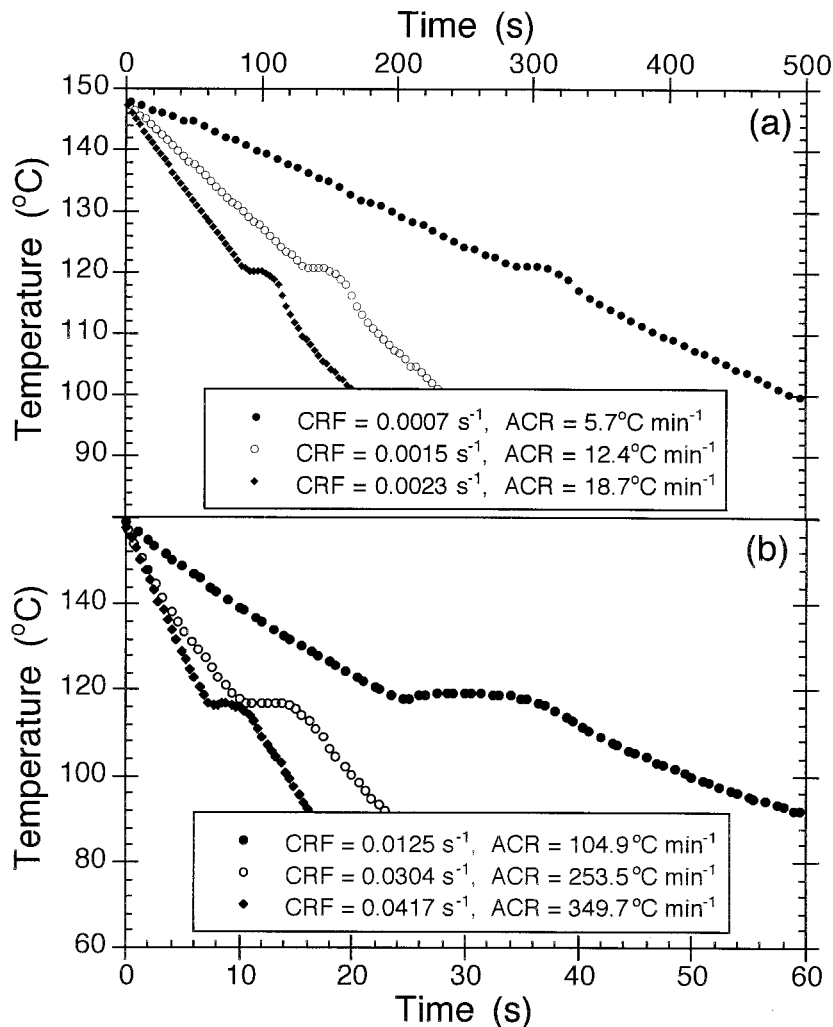 Time (s)
0 100 200 300 400 500
150
140
130
120
110
100
90
Temperature (°C)
(a)
CRF = 0.0007 s⁻¹, ACR = 5.7°C min⁻¹
CRF = 0.0015 s⁻¹, ACR = 12.4°C min⁻¹
CRF = 0.0023 s⁻¹, ACR = 18.7°C min⁻¹
(b)
140
120
100
80
60
Temperature (°C)
CRF = 0.0125 s⁻¹, ACR = 104.9°C min⁻¹
CRF = 0.0304 s⁻¹, ACR = 253.5°C min⁻¹
CRF = 0.0417 s⁻¹, ACR = 349.7°C min⁻¹
0 10 20 30 40 50 60
Time (s)